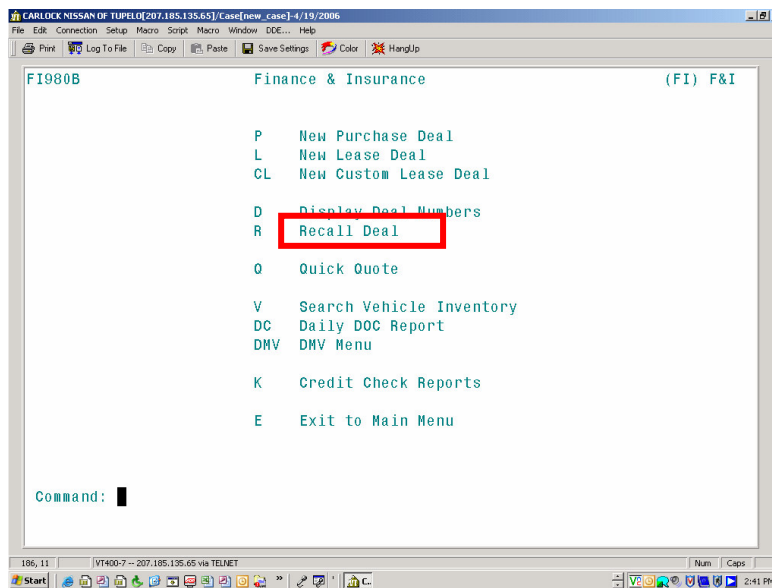 CARLOCK NISSAN OF TUPELO[207.185.135.65]/Case[new_case]-4/19/2006
File Edit Connection Setup Macro Script Macro Window DDE... Help
Print Log To File Copy Paste Save Settings Color HangUp
FI980B Finance & Insurance (FI) F&I
P New Purchase Deal
L New Lease Deal
CL New Custom Lease Deal
D Display Deal Numbers
R Recall Deal
Q Quick Quote
V Search Vehicle Inventory
DC Daily DOC Report
DMV DMV Menu
K Credit Check Reports
E Exit to Main Menu
Command:
186, 11 VT400-7 -- 207.185.135.65 via TELNET Num Caps
Start C.. 2:41 PM